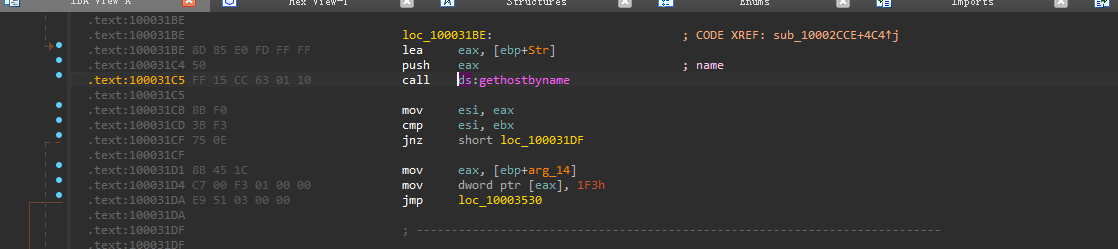 IDA View-A Hex View-1 Structures Enums Imports
.text:100031BE
.text:100031BE loc_100031BE: ; CODE XREF: sub_10002CCE+4C4↑j
.text:100031BE 8D 85 E0 FD FF FF lea eax, [ebp+Str]
.text:100031C4 50 push eax ; name
.text:100031C5 FF 15 CC 63 01 10 call ds:gethostbyname
.text:100031C5
.text:100031CB 8B F0 mov esi, eax
.text:100031CD 3B F3 cmp esi, ebx
.text:100031CF 75 0E jnz short loc_100031DF
.text:100031CF
.text:100031D1 8B 45 1C mov eax, [ebp+arg_14]
.text:100031D4 C7 00 F3 01 00 00 mov dword ptr [eax], 1F3h
.text:100031DA E9 51 03 00 00 jmp loc_10003530
.text:100031DA
.text:100031DF ; ---------------------------------------------------------------------------
.text:100031DF